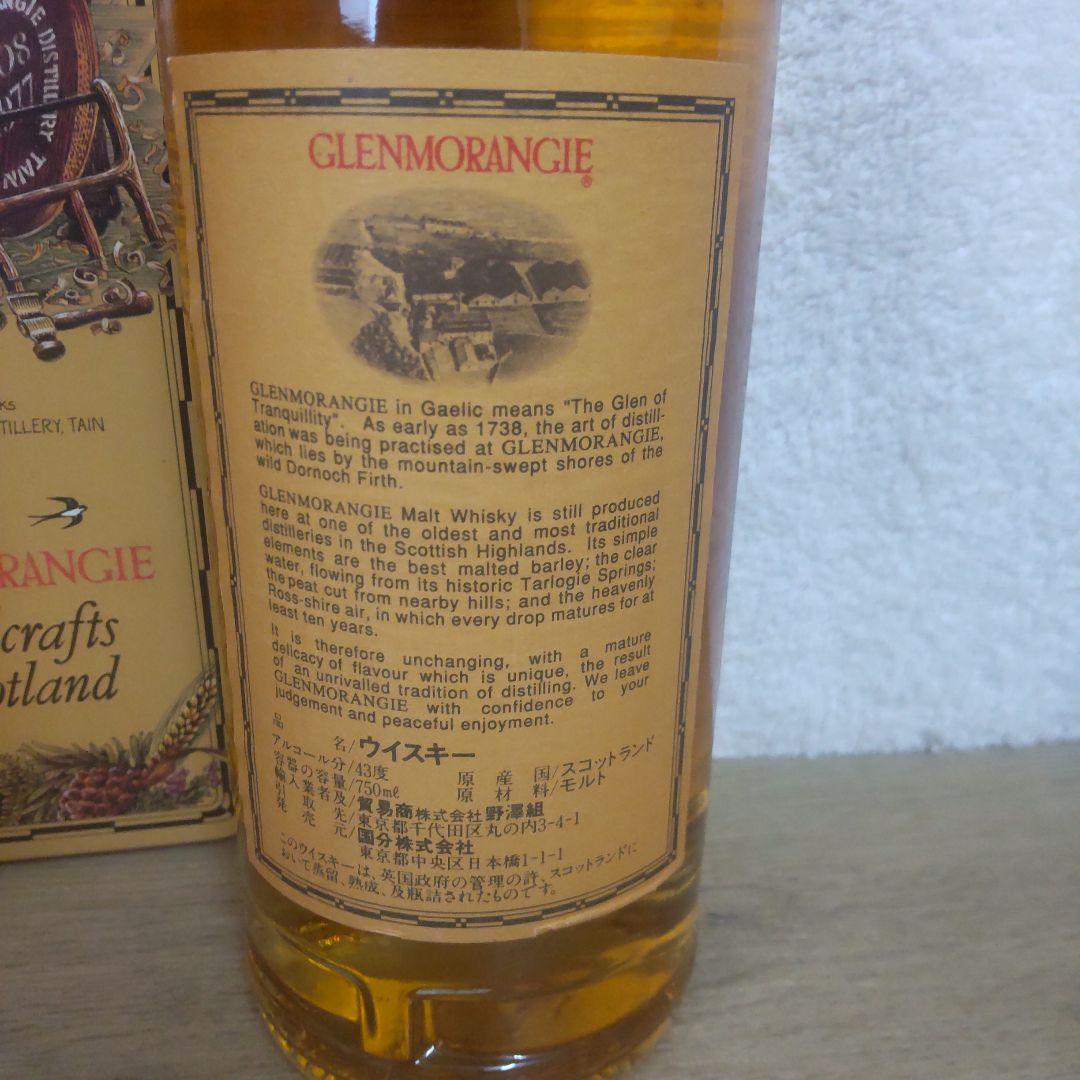 GIE DISTILLERY TAIN
08
1977
KS
TILLERY, TAIN
RANGIE
crafts
otland
GLENMORANGIE
®
GLENMORANGIE in Gaelic means "The Glen of
Tranquillity". As early as 1738, the art of distill-
ation was being practised at GLENMORANGIE,
which lies by the mountain-swept shores of the
wild Dornoch Firth.
GLENMORANGIE Malt Whisky is still produced
here at one of the oldest and most traditional
distilleries in the Scottish Highlands. Its simple
elements are the best malted barley; the clear
water, flowing from its historic Tarlogie Springs;
the peat cut from nearby hills; and the heavenly
Ross-shire air, in which every drop matures for at
least ten years.
It is therefore unchanging, with a mature
delicacy of flavour which is unique, the result
of an unrivalled tradition of distilling. We leave
GLENMORANGIE with confidence to your
judgement and peaceful enjoyment.
品名/ウイスキー
アルコール分/43度 原産国/スコットランド
容器の容量/750mℓ 原材料/モルト
輸入業者及/貿易商株式会社野澤組
引取先/東京都千代田区丸の内3-4-1
発売元/国分株式会社
東京都中央区日本橋1-1-1
このウイスキーは、英国政府の管理の許、スコットランドに
おいて蒸留、熟成、及瓶詰されたものです。